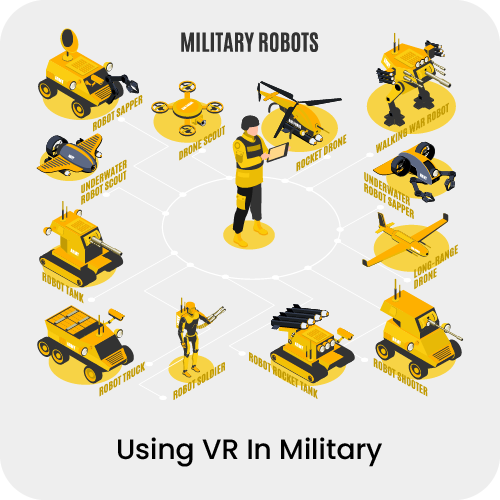 MILITARY ROBOTS
ROBOT SAPPER
DRONE SCOUT
ROCKET DRONE
WALKING WAR ROBOT
UNDERWATER
ROBOT SCOUT
UNDERWATER
ROBOT SAPPER
ROBOT TANK
LONG-RANGE
DRONE
ROBOT TRUCK
ROBOT SOLDIER
ROBOT ROCKET TANK
ROBOT SHOOTER
Using VR In Military